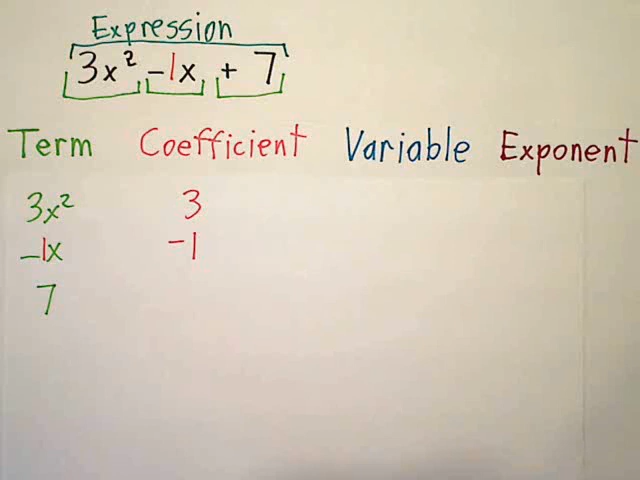 Expression
3x² -1x + 7
Term Coefficient Variable Exponent
3x² 3
-1x -1
7